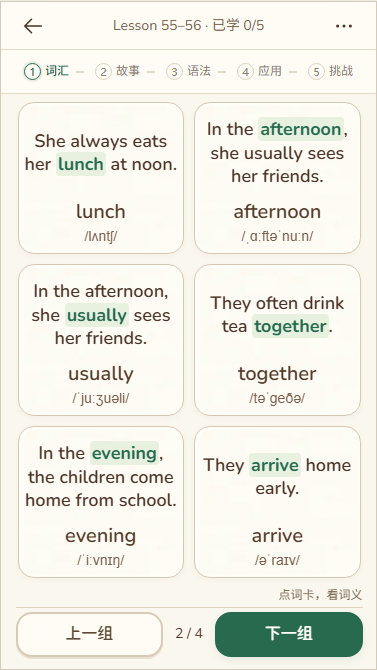 Lesson 55–56 · 已学 0/5
1 词汇 – 2 故事 – 3 语法 – 4 应用 – 5 挑战
She always eats
her lunch at noon.
lunch
/lʌntʃ/
In the afternoon,
she usually sees
her friends.
afternoon
/ˌɑːftəˈnuːn/
In the afternoon,
she usually sees
her friends.
usually
/ˈjuːʒuəli/
They often drink
tea together.
together
/təˈɡeðə/
In the evening,
the children come
home from school.
evening
/ˈiːvnɪŋ/
They arrive home
early.
arrive
/əˈraɪv/
点词卡，看词义
上一组
2 / 4
下一组